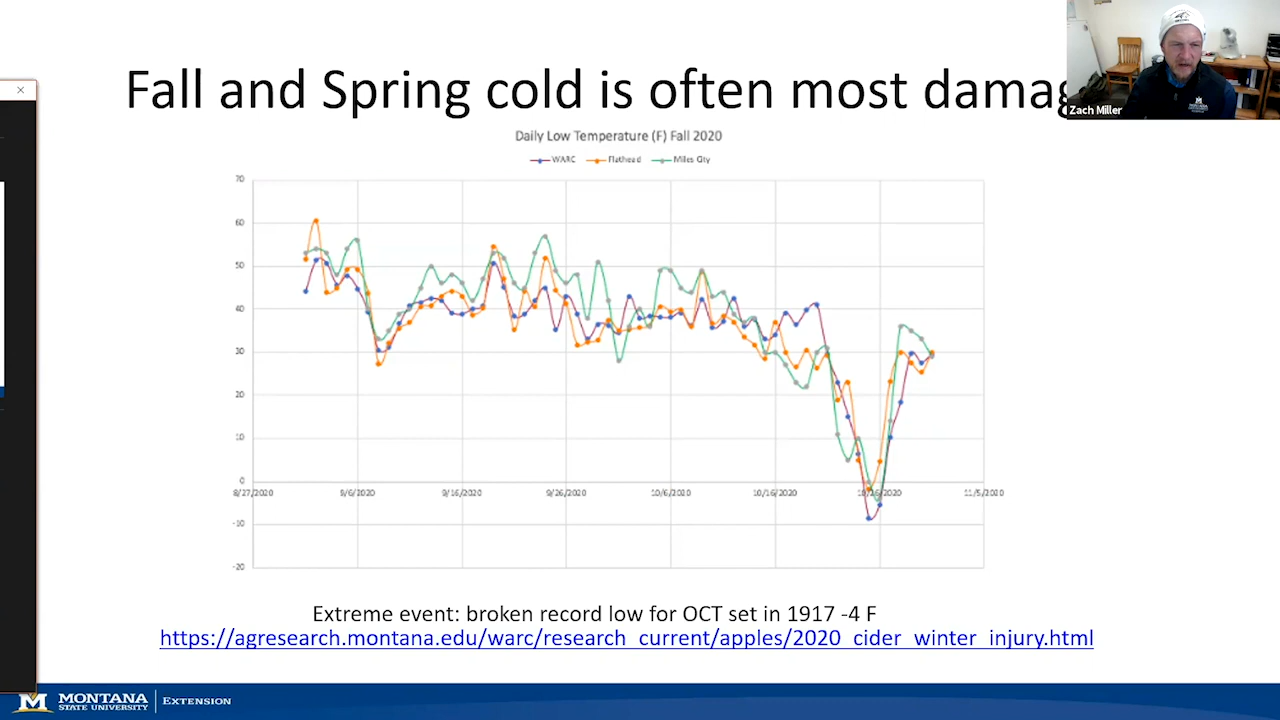 Fall and Spring cold is often most damag
Zach Miller
Daily Low Temperature (F) Fall 2020
WARC Flathead Miles City
70
60
50
40
30
20
10
0
8/27/2020 9/6/2020 9/16/2020 9/26/2020 10/6/2020 10/16/2020 10/26/2020 11/5/2020
-10
-20
Extreme event: broken record low for OCT set in 1917 -4 F
https://agresearch.montana.edu/warc/research_current/apples/2020_cider_winter_injury.html
M MONTANA STATE UNIVERSITY EXTENSION